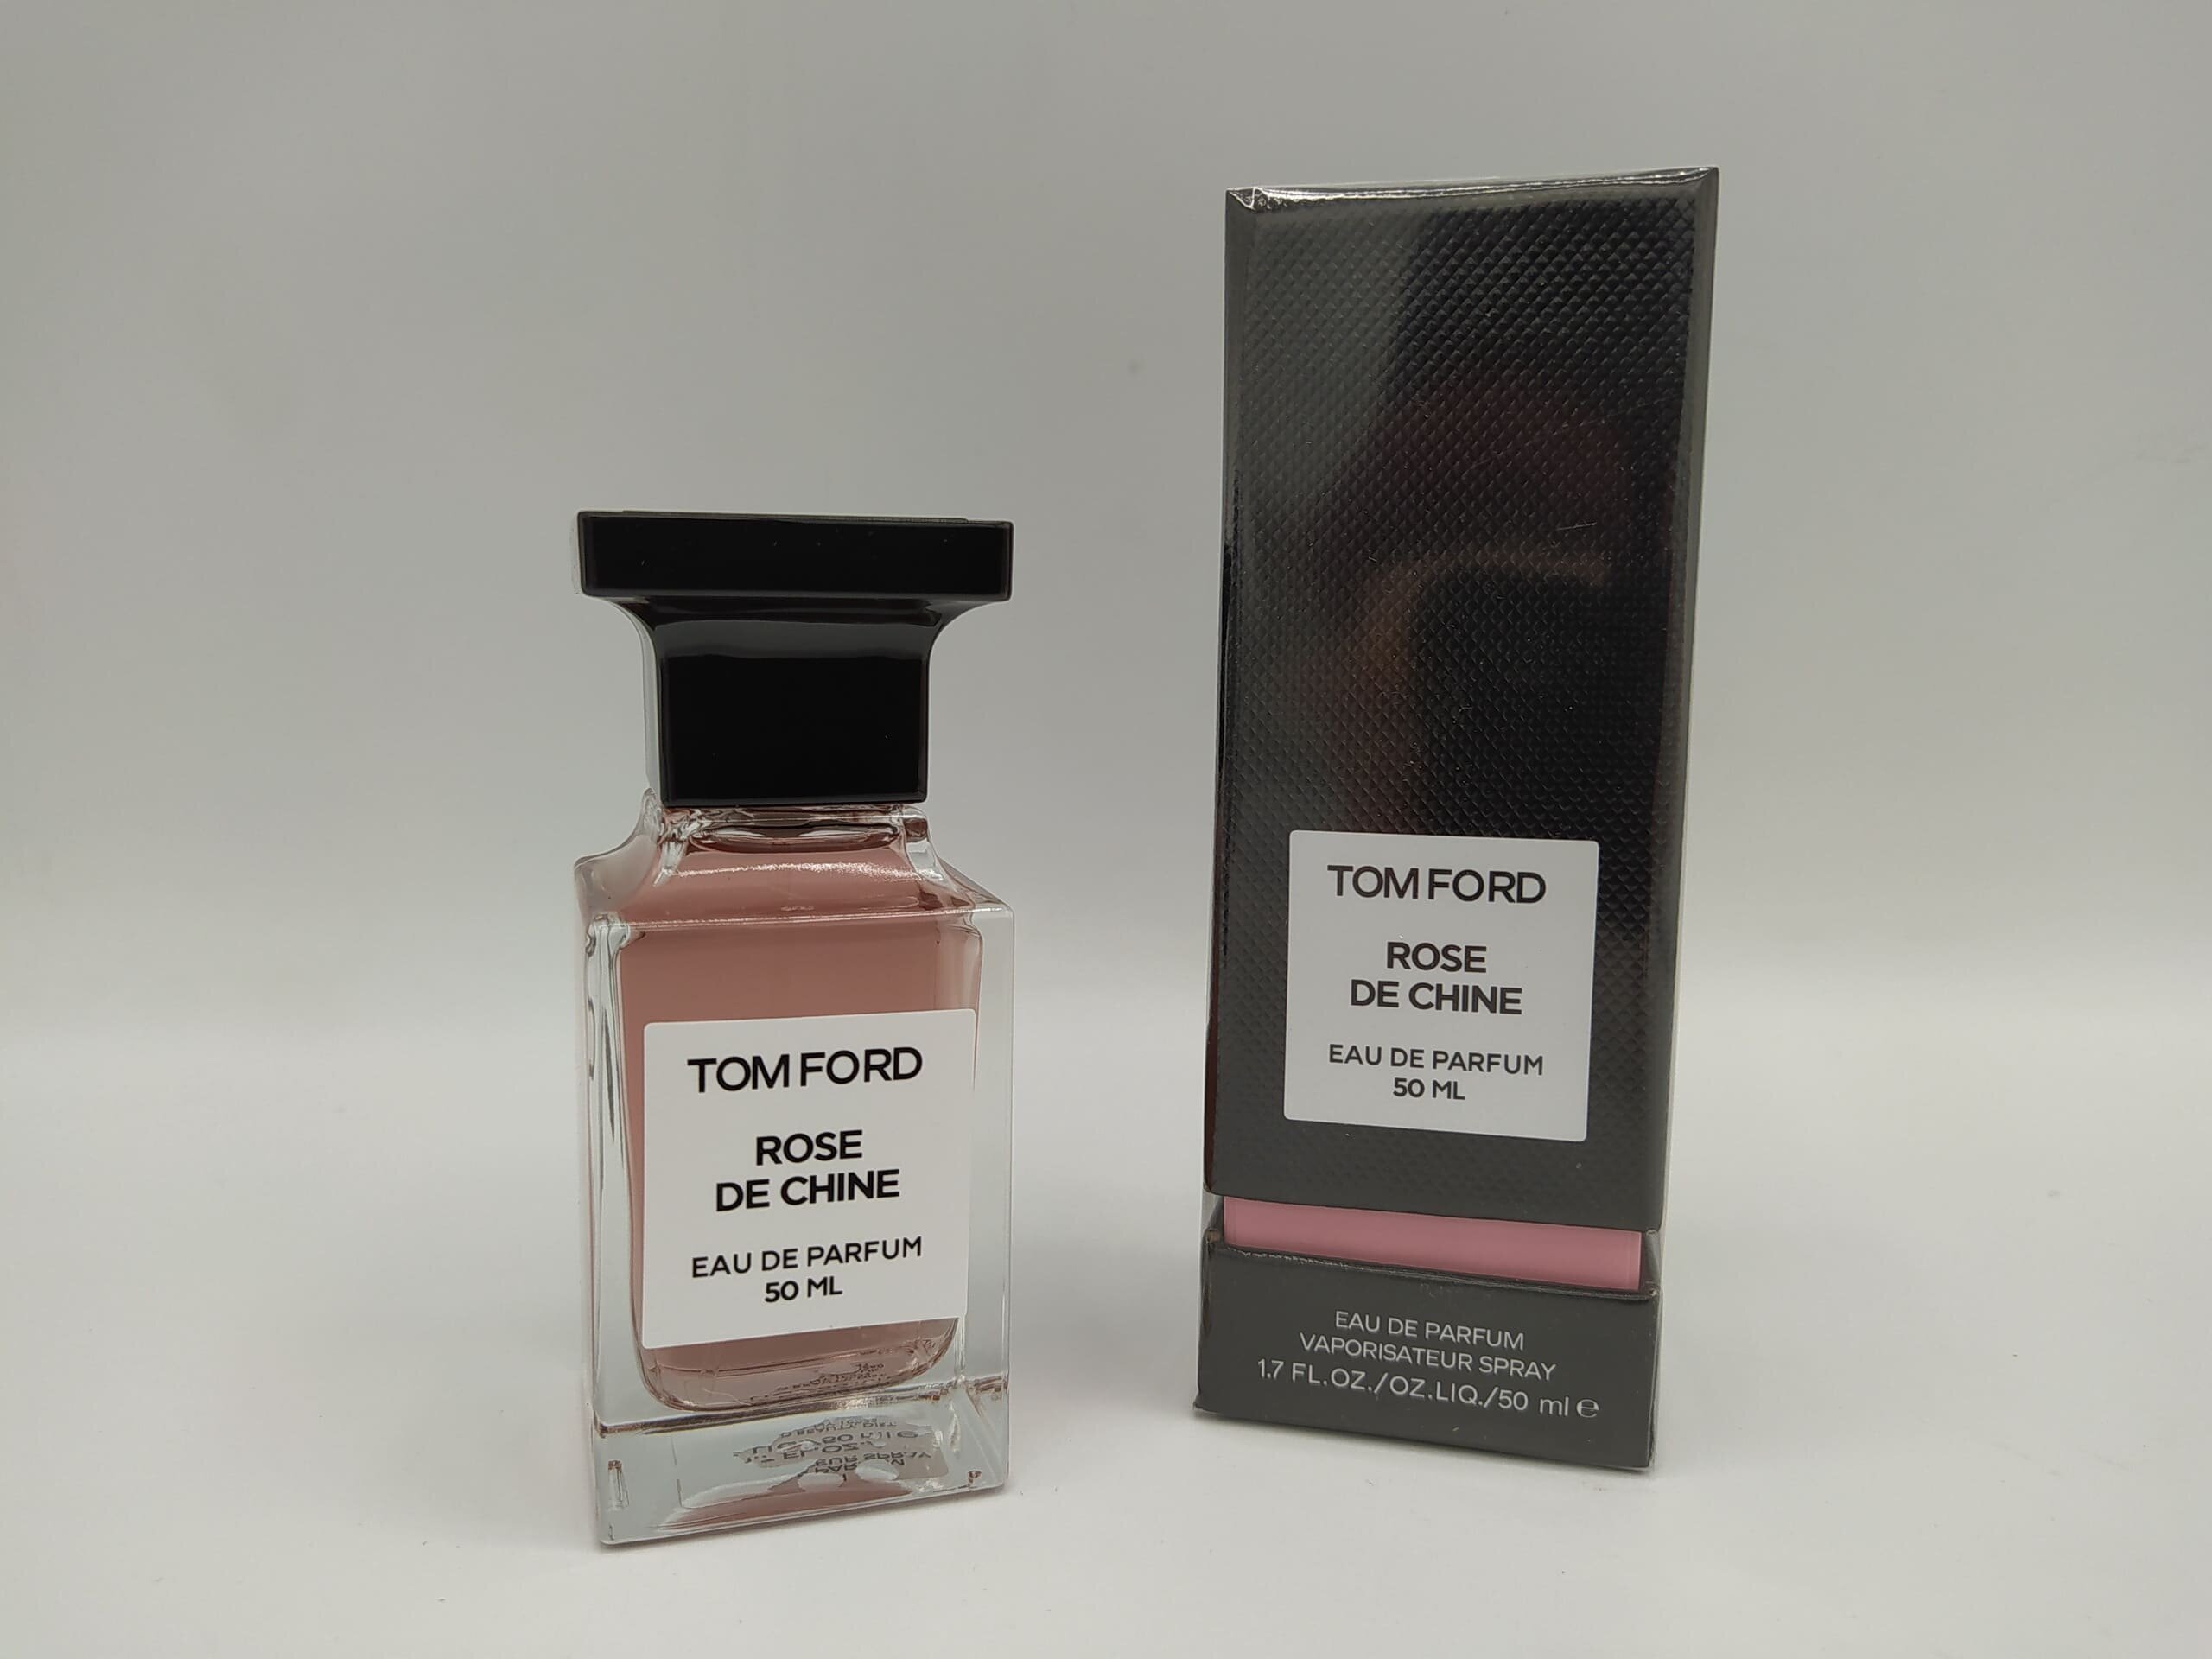 TOM FORD
ROSE
DE CHINE
EAU DE PARFUM
50 ML
TOM FORD
ROSE
DE CHINE
EAU DE PARFUM
50 ML
EAU DE PARFUM
VAPORISATEUR SPRAY
1.7 FL.OZ./OZ.LIQ./50 ml ℮